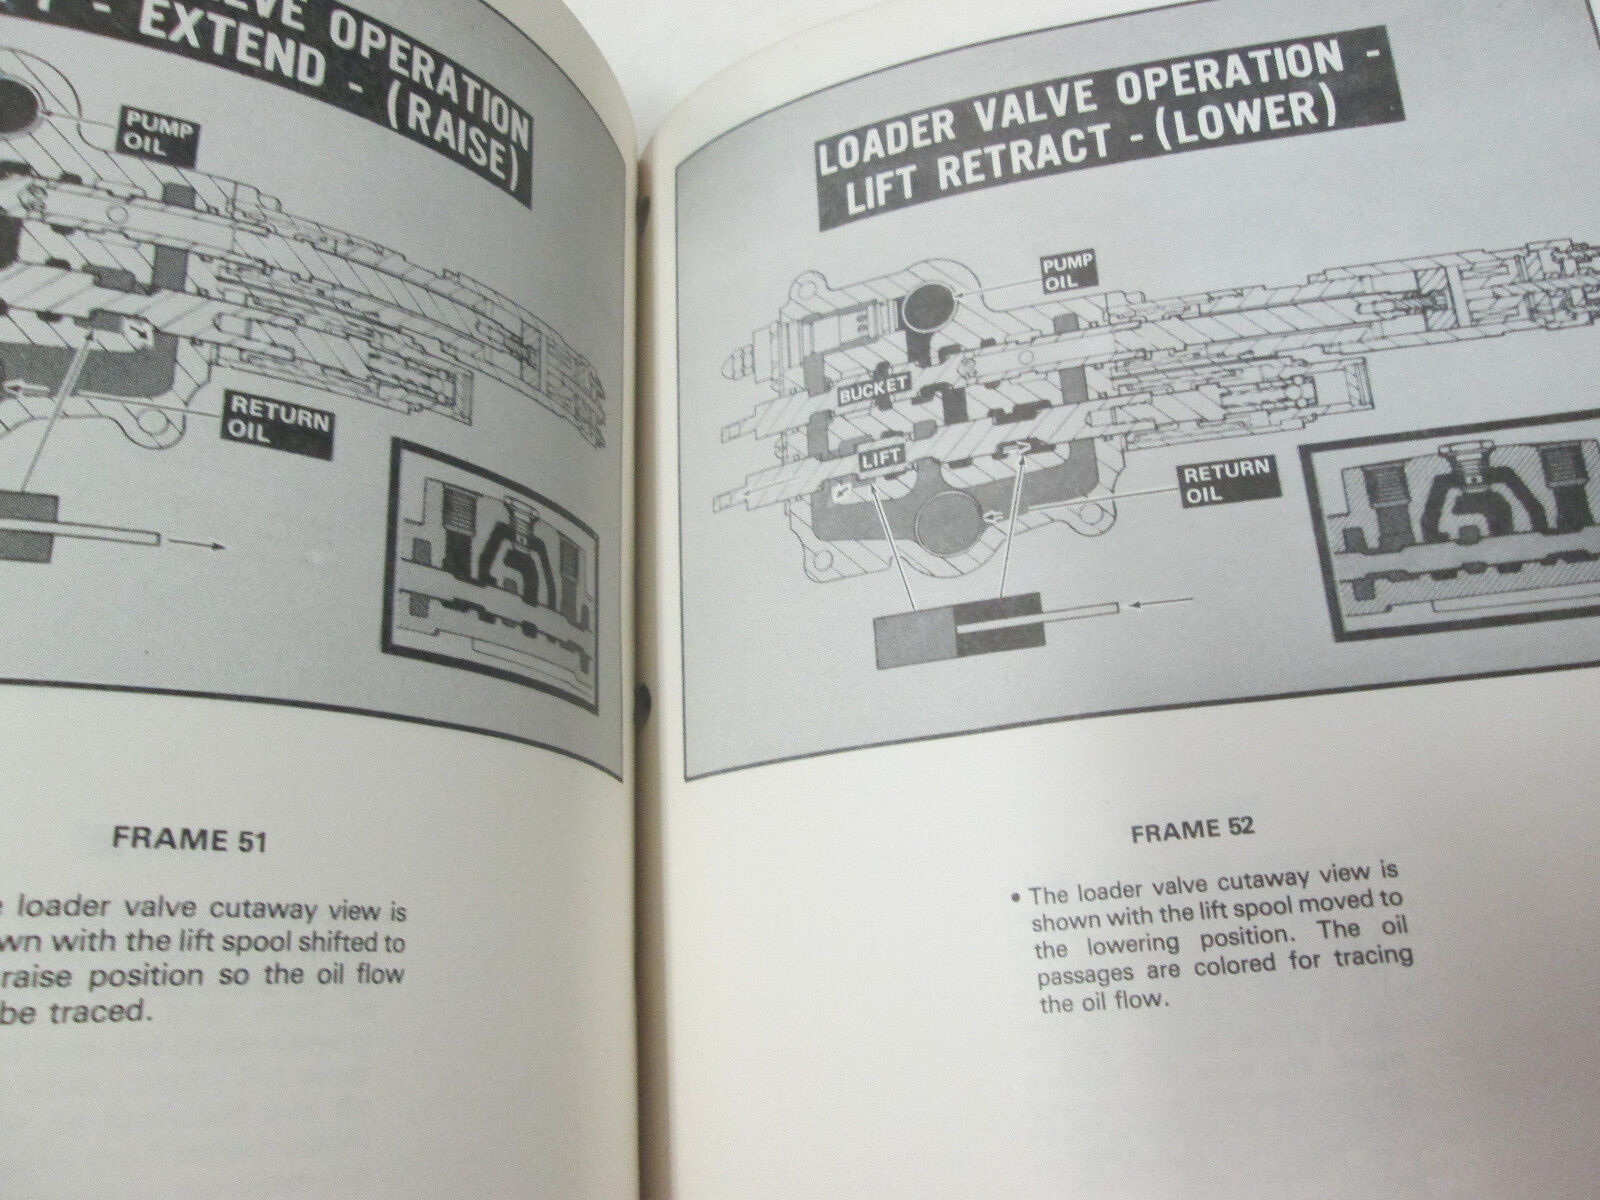 OPERATION
EXTEND - (RAISE)
PUMP
OIL
RETURN
OIL
FRAME 51
loader valve cutaway view is
with the lift spool shifted to
raise position so the oil flow
be traced.
LOADER VALVE OPERATION -
LIFT RETRACT - (LOWER)
PUMP
OIL
BUCKET
LIFT
RETURN
OIL
FRAME 52
• The loader valve cutaway view is
shown with the lift spool moved to
the lowering position. The oil
passages are colored for tracing
the oil flow.